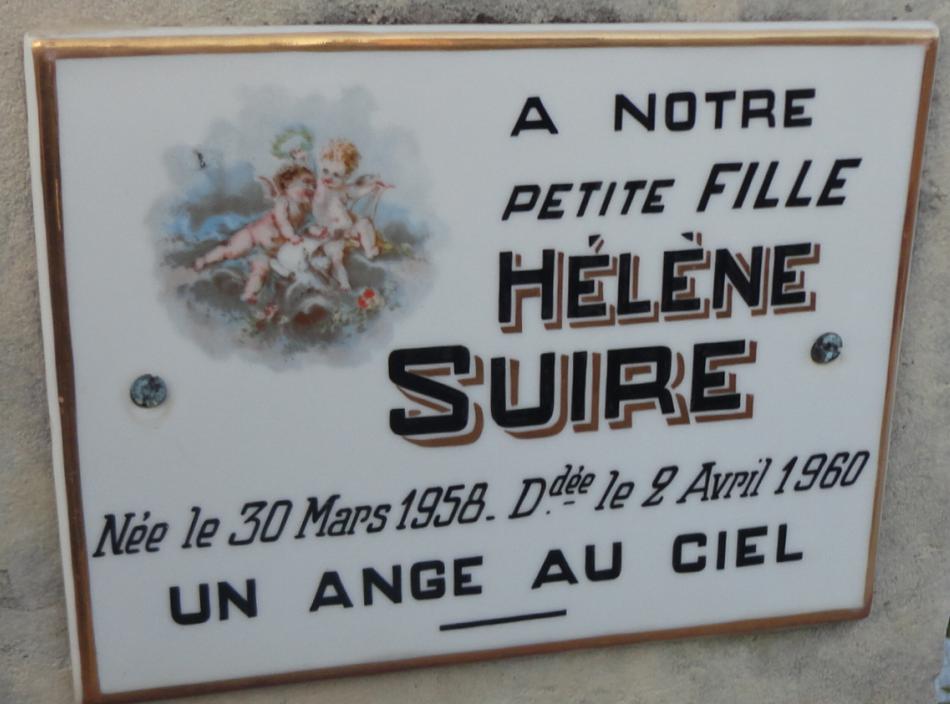 A NOTRE
PETITE FILLE
HÉLÈNE
SUIRE
Née le 30 Mars 1958. Ddée le 2 Avril 1960
UN ANGE AU CIEL